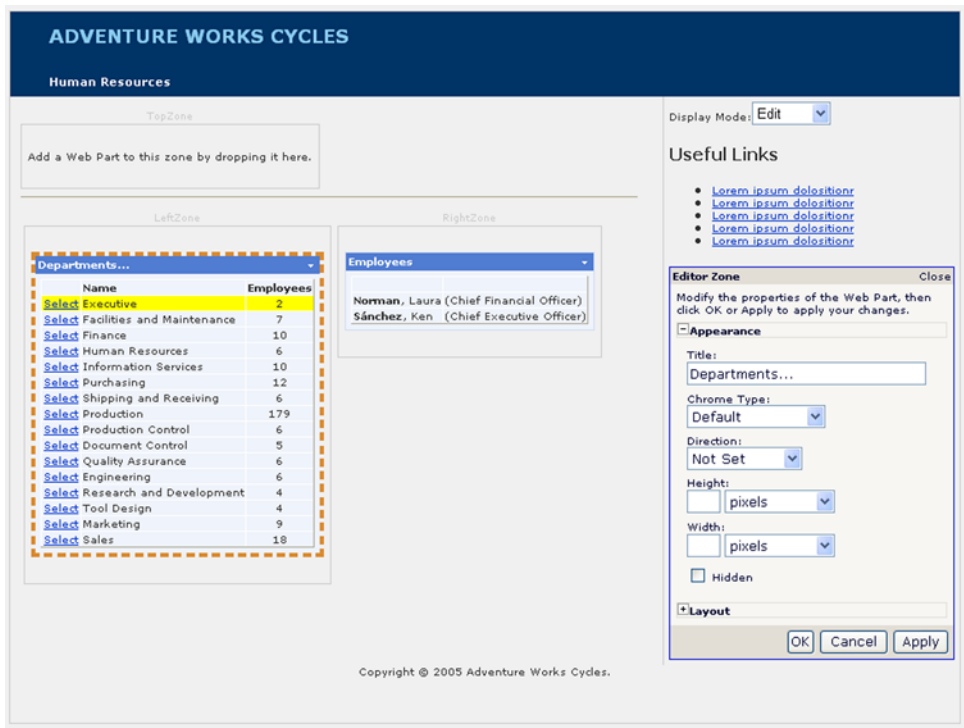 ADVENTURE WORKS CYCLES
Human Resources
TopZone
Add a Web Part to this zone by dropping it here.
LeftZone
Departments...
Name Employees
Select Executive 2
Select Facilities and Maintenance 7
Select Finance 10
Select Human Resources 6
Select Information Services 10
Select Purchasing 12
Select Shipping and Receiving 6
Select Production 179
Select Production Control 6
Select Document Control 5
Select Quality Assurance 6
Select Engineering 6
Select Research and Development 4
Select Tool Design 4
Select Marketing 9
Select Sales 18
RightZone
Employees
Norman, Laura (Chief Financial Officer)
Sánchez, Ken (Chief Executive Officer)
Display Mode: Edit
Useful Links
Lorem ipsum dolositionr
Lorem ipsum dolositionr
Lorem ipsum dolositionr
Lorem ipsum dolositionr
Lorem ipsum dolositionr
Editor Zone Close
Modify the properties of the Web Part, then
click OK or Apply to apply your changes.
Appearance
Title:
Departments...
Chrome Type:
Default
Direction:
Not Set
Height:
pixels
Width:
pixels
Hidden
Layout
OK Cancel Apply
Copyright © 2005 Adventure Works Cycles.